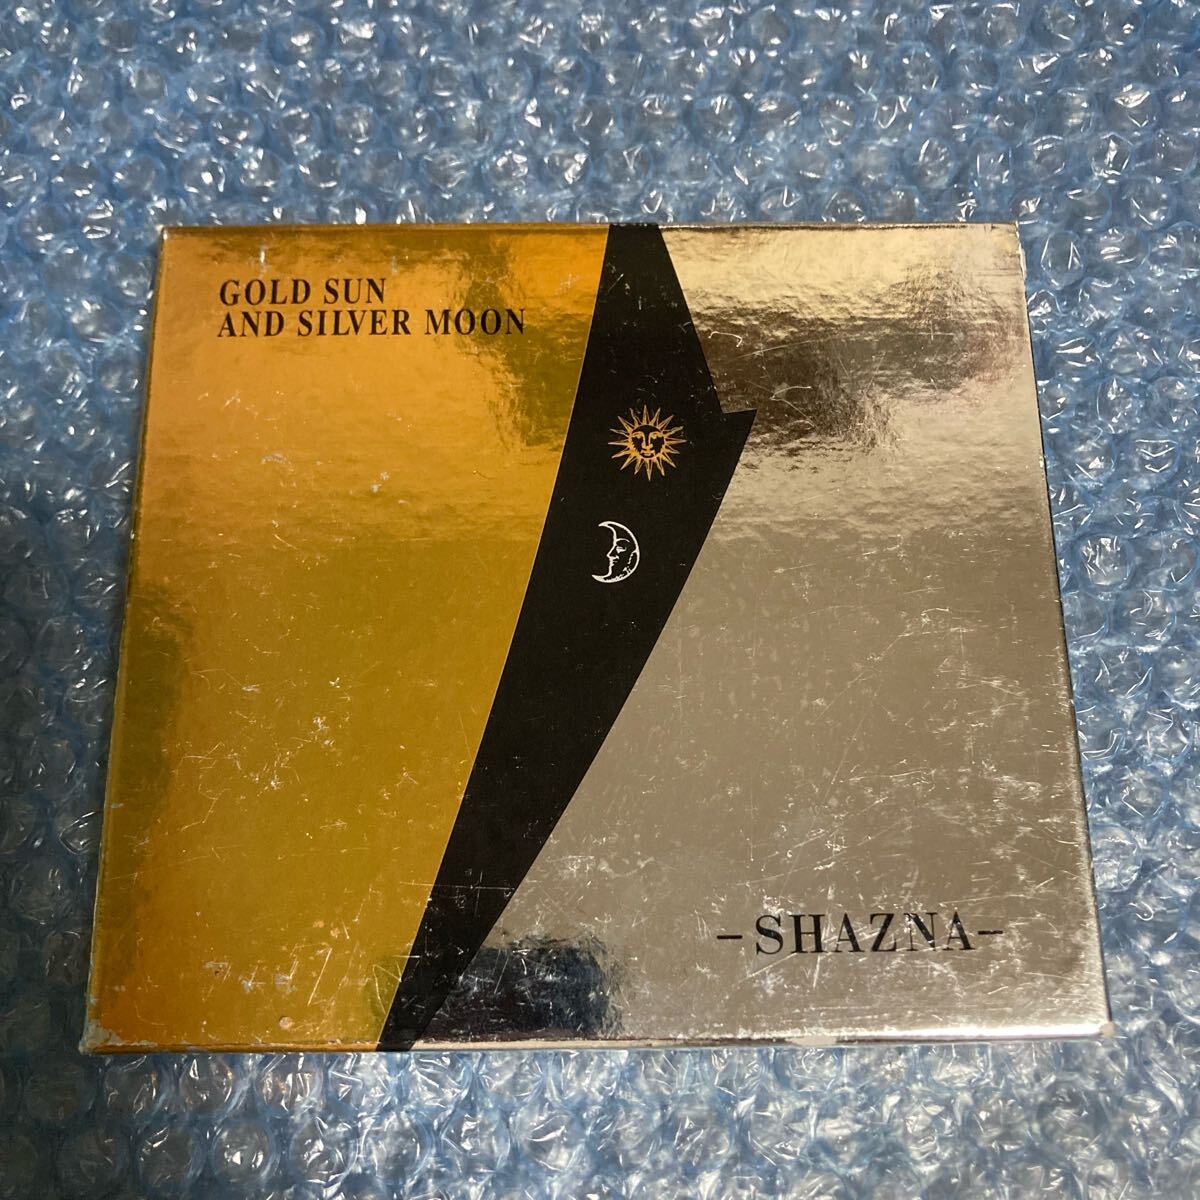 GOLD SUN
AND SILVER MOON
-SHAZNA-